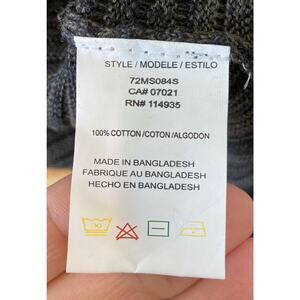 STYLE / MODELE / ESTILO
72MS084S
CA# 07021
RN# 114935
100% COTTON/COTON/ALGODON
MADE IN BANGLADESH
FABRIQUE AU BANGLADESH
HECHO EN BANGLADESH